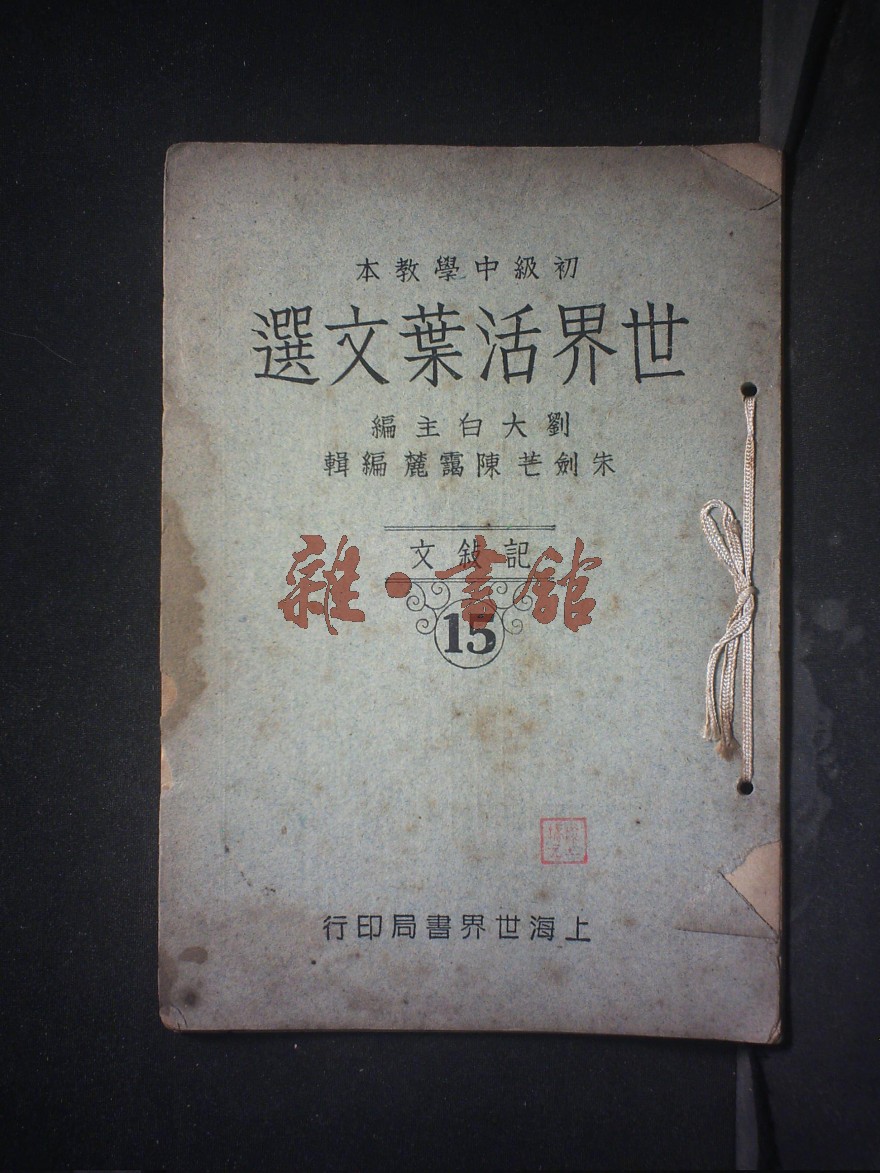 初級中學教本
世界活葉文選
劉大白主編
朱劍芒陳靄麓編輯
記敍文
雜·書館
15
上海世界書局印行